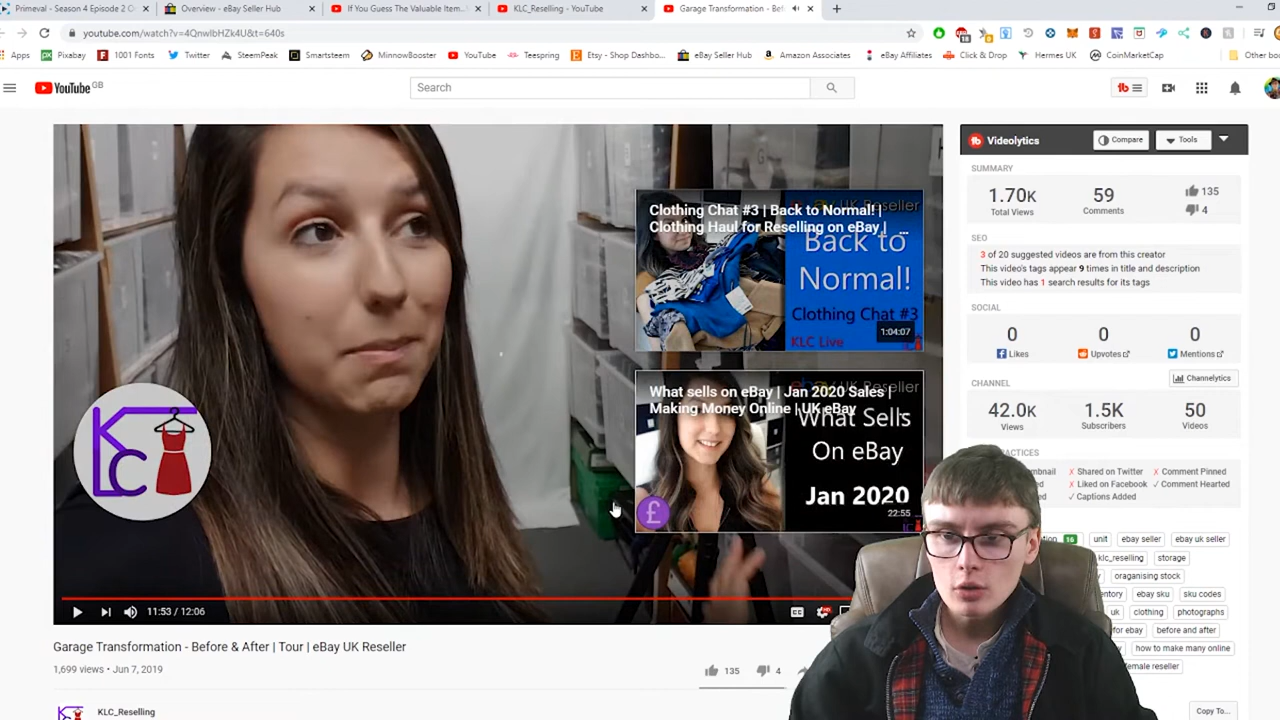 Primeval - Season 4 Episode 2
Overview - eBay Seller Hub
If You Guess The Valuable Item...
KLC_Reselling - YouTube
Garage Transformation - Be
youtube.com/watch?v=4QnwlbHZk4U&t=640s
Apps
Pixabay
1001 Fonts
Twitter
SteemPeak
Smartsteem
MinnowBooster
YouTube
Teespring
Etsy - Shop Dashbo...
eBay Seller Hub
Amazon Associates
eBay Affiliates
Click & Drop
Hermes UK
CoinMarketCap
Other
YouTube GB
Search
Videolytics
Compare
Tools
SUMMARY
1.70K
59
135
Total Views
Comments
4
SEO
3 of 20 suggested videos are from this creator
This video's tags appear 9 times in title and description
This video has 1 search results for its tags
SOCIAL
0
0
0
Likes
Upvotes
Mentions
Channelytics
CHANNEL
42.0K
1.5K
50
Views
Subscribers
Videos
X Shared on Twitter
X Comment Pinned
X Liked on Facebook
✓ Comment Hearted
✓ Captions Added
16
unit
ebay seller
ebay uk seller
klc_reselling
storage
oraganising stock
ebay sku
sku codes
uk
clothing
photographs
for ebay
before and after
how to make many online
female reseller
Copy To...
Clothing Chat #3 | Back to Normal! |
Clothing Haul for Reselling on eBay | ...
UK Reseller
Back to
Normal!
Clothing Chat #3
KLC Live
1:04:07
What sells on eBay | Jan 2020 Sales |
Making Money Online | UK eBay
Reseller
What Sells
On eBay
Jan 2020
£
22:55
KLC
11:53 / 12:06
Garage Transformation - Before & After | Tour | eBay UK Reseller
1,699 views • Jun 7, 2019
135
4
KLC_Reselling